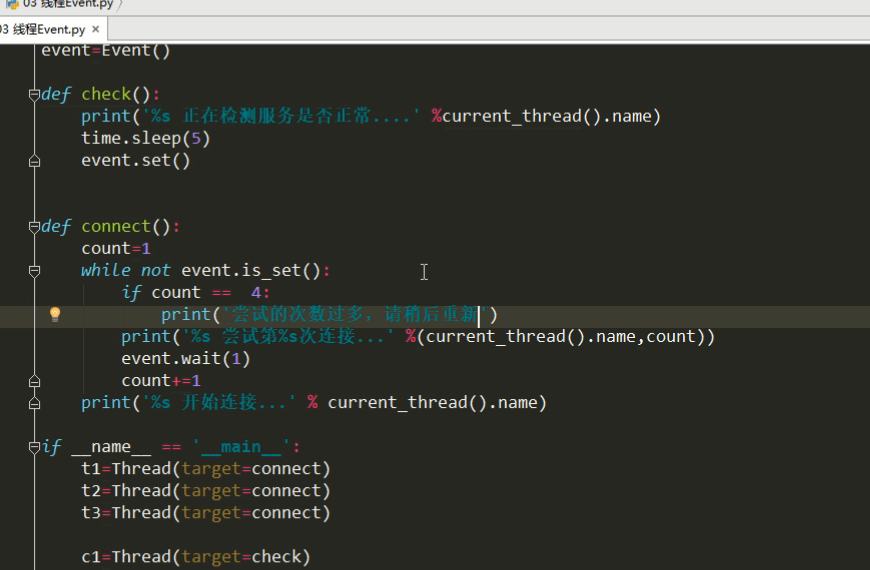 03 线程Event.py
03 线程Event.py ×
event=Event()
def check():
print('%s 正在检测服务是否正常....' %current_thread().name)
time.sleep(5)
event.set()
def connect():
count=1
while not event.is_set():
if count ==  4:
print('尝试的次数过多，请稍后重新')
print('%s 尝试第%s次连接...' %(current_thread().name,count))
event.wait(1)
count+=1
print('%s 开始连接...' % current_thread().name)
if __name__ == '__main__':
t1=Thread(target=connect)
t2=Thread(target=connect)
t3=Thread(target=connect)
c1=Thread(target=check)